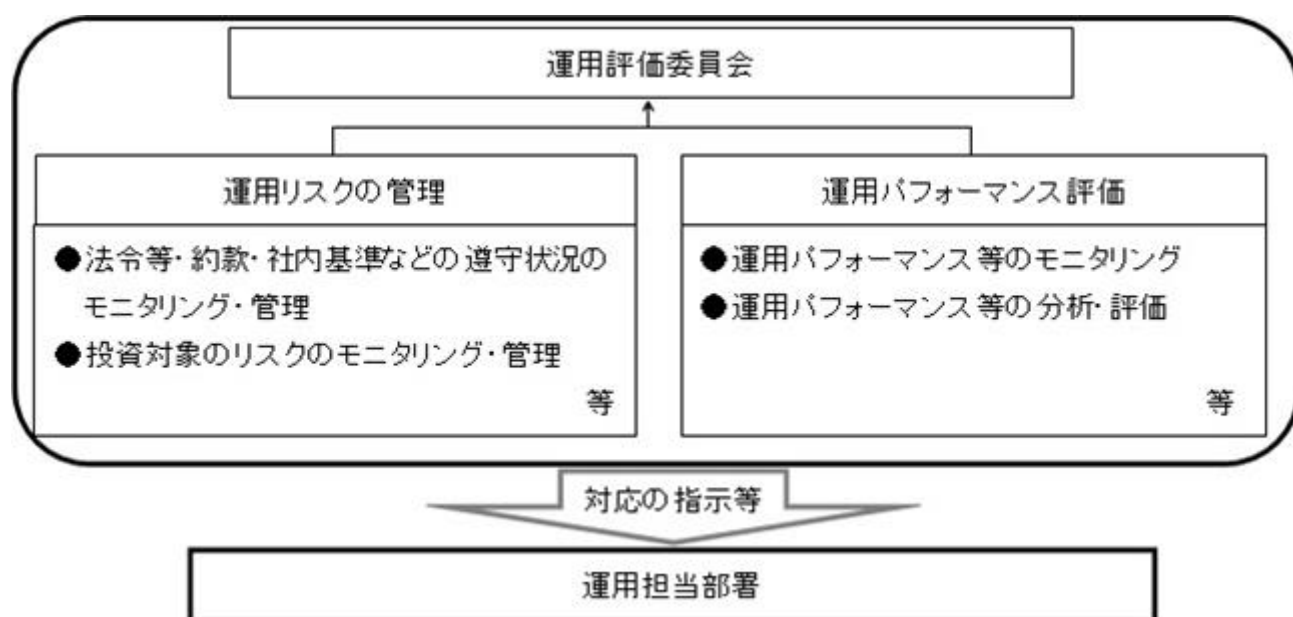 運用評価委員会
運用リスクの管理
●法令等・約款・社内基準などの遵守状況の
モニタリング・管理
●投資対象のリスクのモニタリング・管理
等
運用パフォーマンス評価
●運用パフォーマンス等のモニタリング
●運用パフォーマンス等の分析・評価
等
対応の指示等
運用担当部署